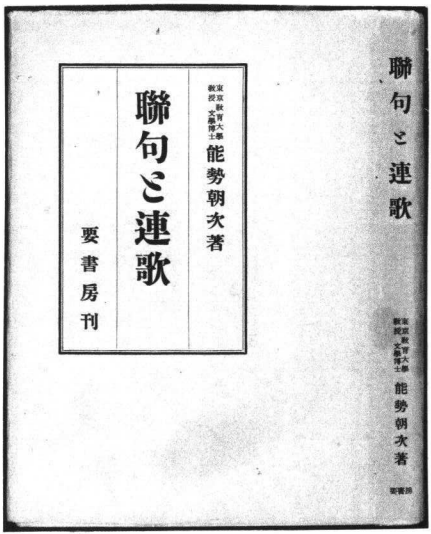 東京教育大學
教授 文學博士
能勢朝次著
聯句と連歌
要書房刊
聯句と連歌
東京教育大學
教授 文學博士
能勢朝次著
要書房